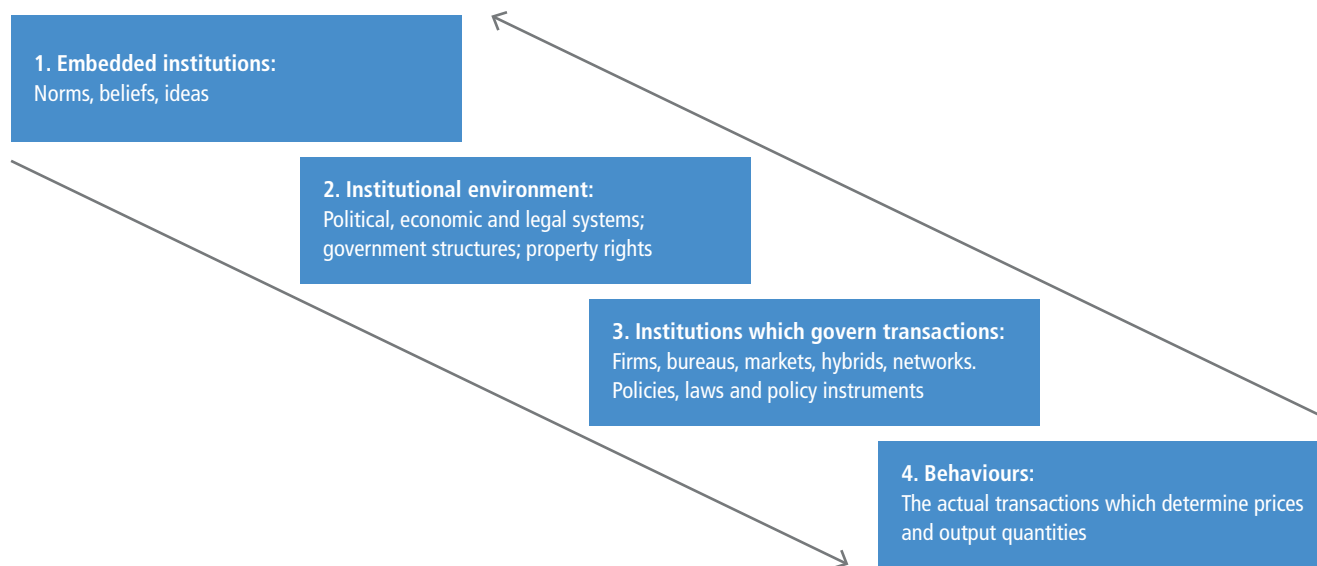 1. Embedded institutions:
Norms, beliefs, ideas
2. Institutional environment:
Political, economic and legal systems;
government structures; property rights
3. Institutions which govern transactions:
Firms, bureaus, markets, hybrids, networks.
Policies, laws and policy instruments
4. Behaviours:
The actual transactions which determine prices
and output quantities